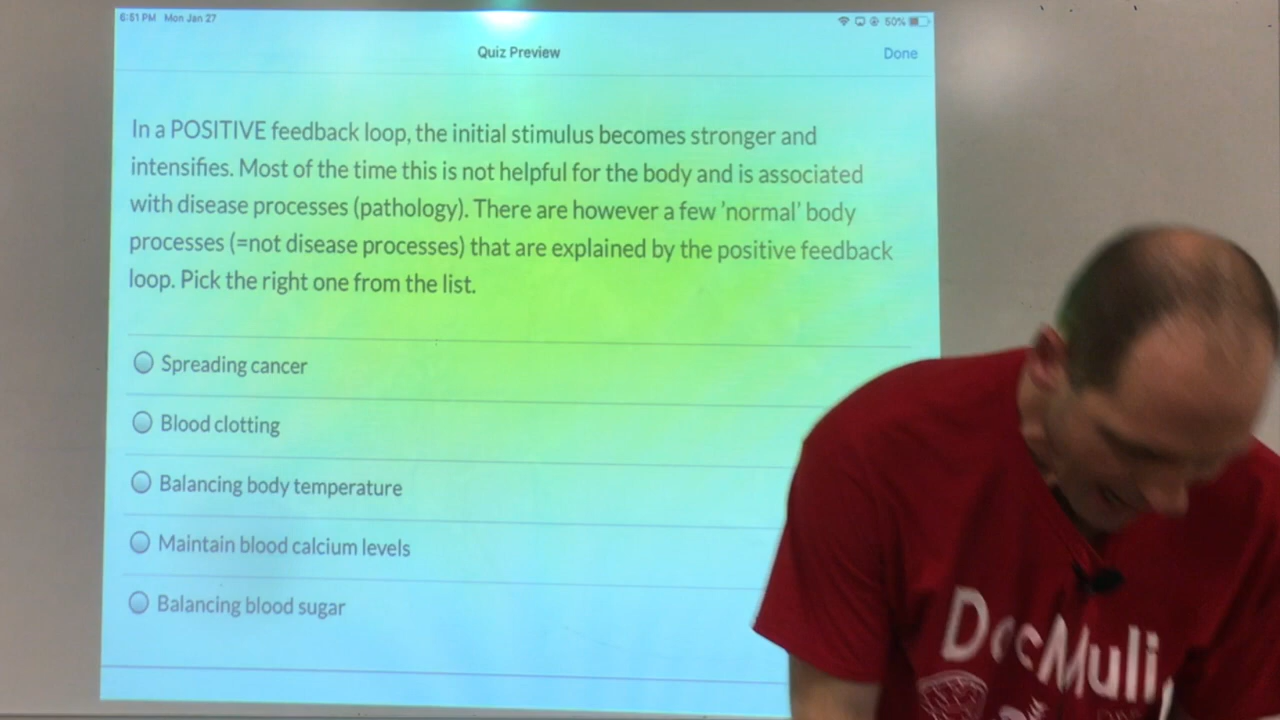 6:51 PM Mon Jan 27
50%
Quiz Preview
Done
In a POSITIVE feedback loop, the initial stimulus becomes stronger and
intensifies. Most of the time this is not helpful for the body and is associated
with disease processes (pathology). There are however a few 'normal' body
processes (=not disease processes) that are explained by the positive feedback
loop. Pick the right one from the list.
Spreading cancer
Blood clotting
Balancing body temperature
Maintain blood calcium levels
Balancing blood sugar
DocMuli